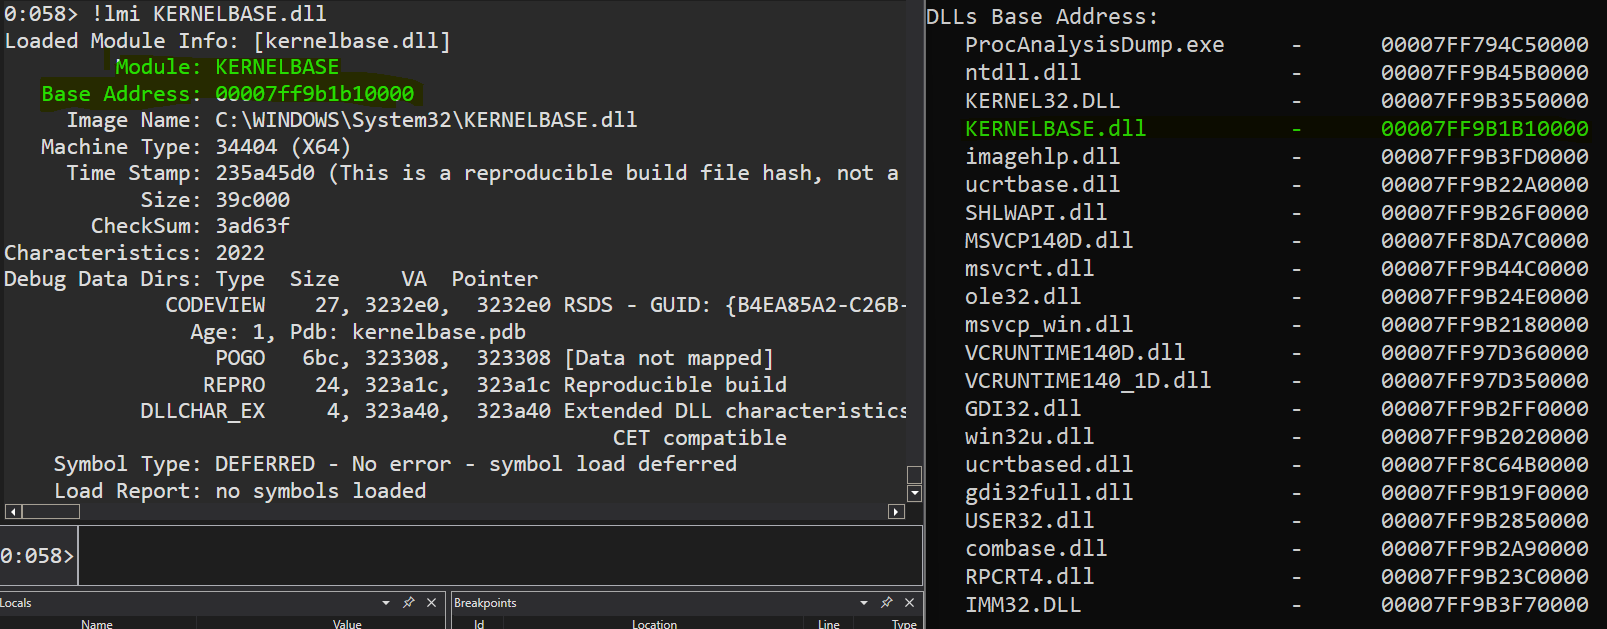 0:058> !lmi KERNELBASE.dll
Loaded Module Info: [kernelbase.dll]
Module: KERNELBASE
Base Address: 00007ff9b1b10000
Image Name: C:\WINDOWS\System32\KERNELBASE.dll
Machine Type: 34404 (X64)
Time Stamp: 235a45d0 (This is a reproducible build file hash, not a
Size: 39c000
CheckSum: 3ad63f
Characteristics: 2022
Debug Data Dirs: Type  Size     VA  Pointer
CODEVIEW    27, 3232e0,  3232e0 RSDS - GUID: {B4EA85A2-C26B-
Age: 1, Pdb: kernelbase.pdb
POGO   6bc, 323308,  323308 [Data not mapped]
REPRO    24, 323a1c,  323a1c Reproducible build
DLLCHAR_EX     4, 323a40,  323a40 Extended DLL characteristics
CET compatible
Symbol Type: DEFERRED - No error - symbol load deferred
Load Report: no symbols loaded
0:058>
Locals
Name Value
Breakpoints
Id Location Line Type
DLLs Base Address:
ProcAnalysisDump.exe - 00007FF794C50000
ntdll.dll - 00007FF9B45B0000
KERNEL32.DLL - 00007FF9B3550000
KERNELBASE.dll - 00007FF9B1B10000
imagehlp.dll - 00007FF9B3FD0000
ucrtbase.dll - 00007FF9B22A0000
SHLWAPI.dll - 00007FF9B26F0000
MSVCP140D.dll - 00007FF8DA7C0000
msvcrt.dll - 00007FF9B44C0000
ole32.dll - 00007FF9B24E0000
msvcp_win.dll - 00007FF9B2180000
VCRUNTIME140D.dll - 00007FF97D360000
VCRUNTIME140_1D.dll - 00007FF97D350000
GDI32.dll - 00007FF9B2FF0000
win32u.dll - 00007FF9B2020000
ucrtbased.dll - 00007FF8C64B0000
gdi32full.dll - 00007FF9B19F0000
USER32.dll - 00007FF9B2850000
combase.dll - 00007FF9B2A90000
RPCRT4.dll - 00007FF9B23C0000
IMM32.DLL - 00007FF9B3F70000